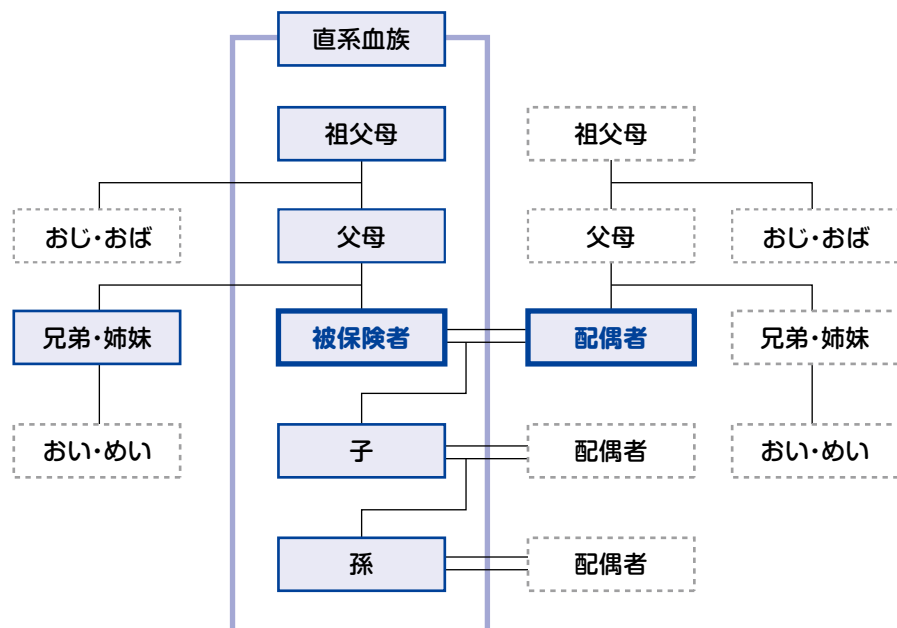 直系血族
祖父母
祖父母
おじ・おば
父母
父母
おじ・おば
兄弟・姉妹
被保険者
配偶者
兄弟・姉妹
おい・めい
子
配偶者
おい・めい
孫
配偶者